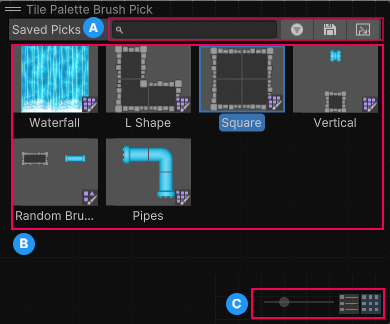 Tile Palette Brush Pick
Saved Picks
A
Waterfall
L Shape
Square
Vertical
Random Bru...
Pipes
B
C